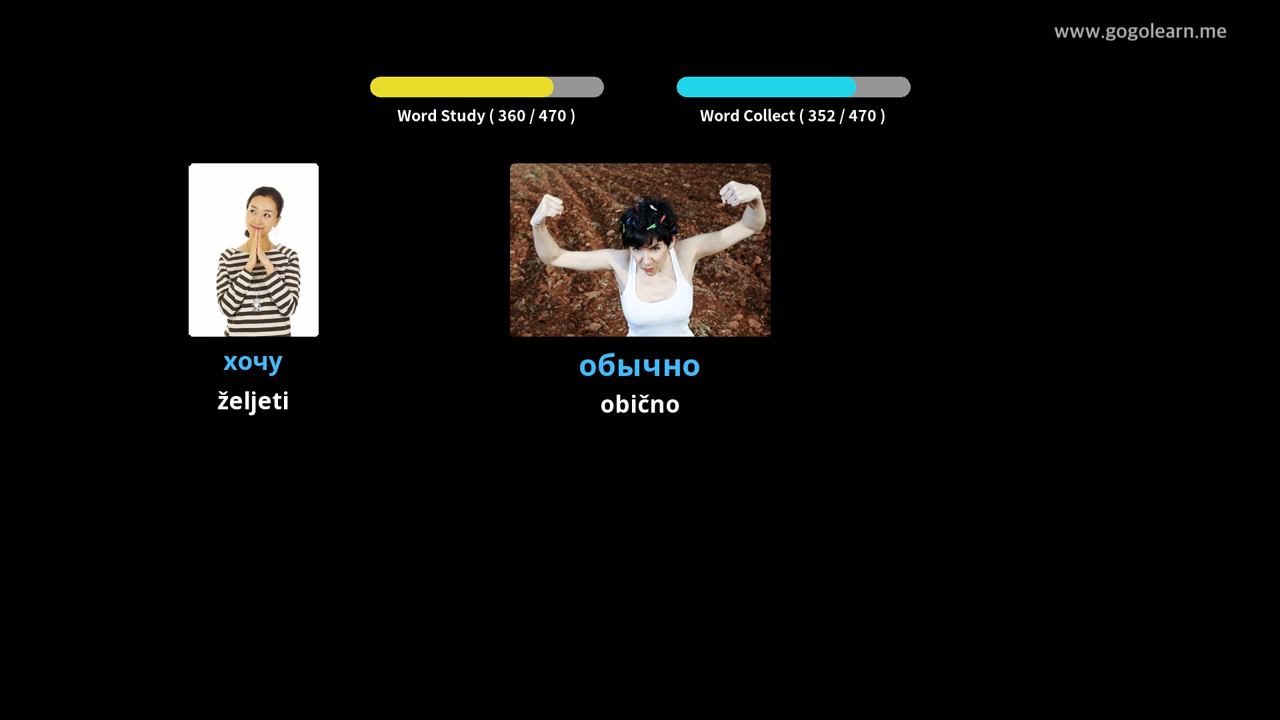 www.gogolearn.me
Word Study ( 360 / 470 )
Word Collect ( 352 / 470 )
хочу
željeti
обычно
obično